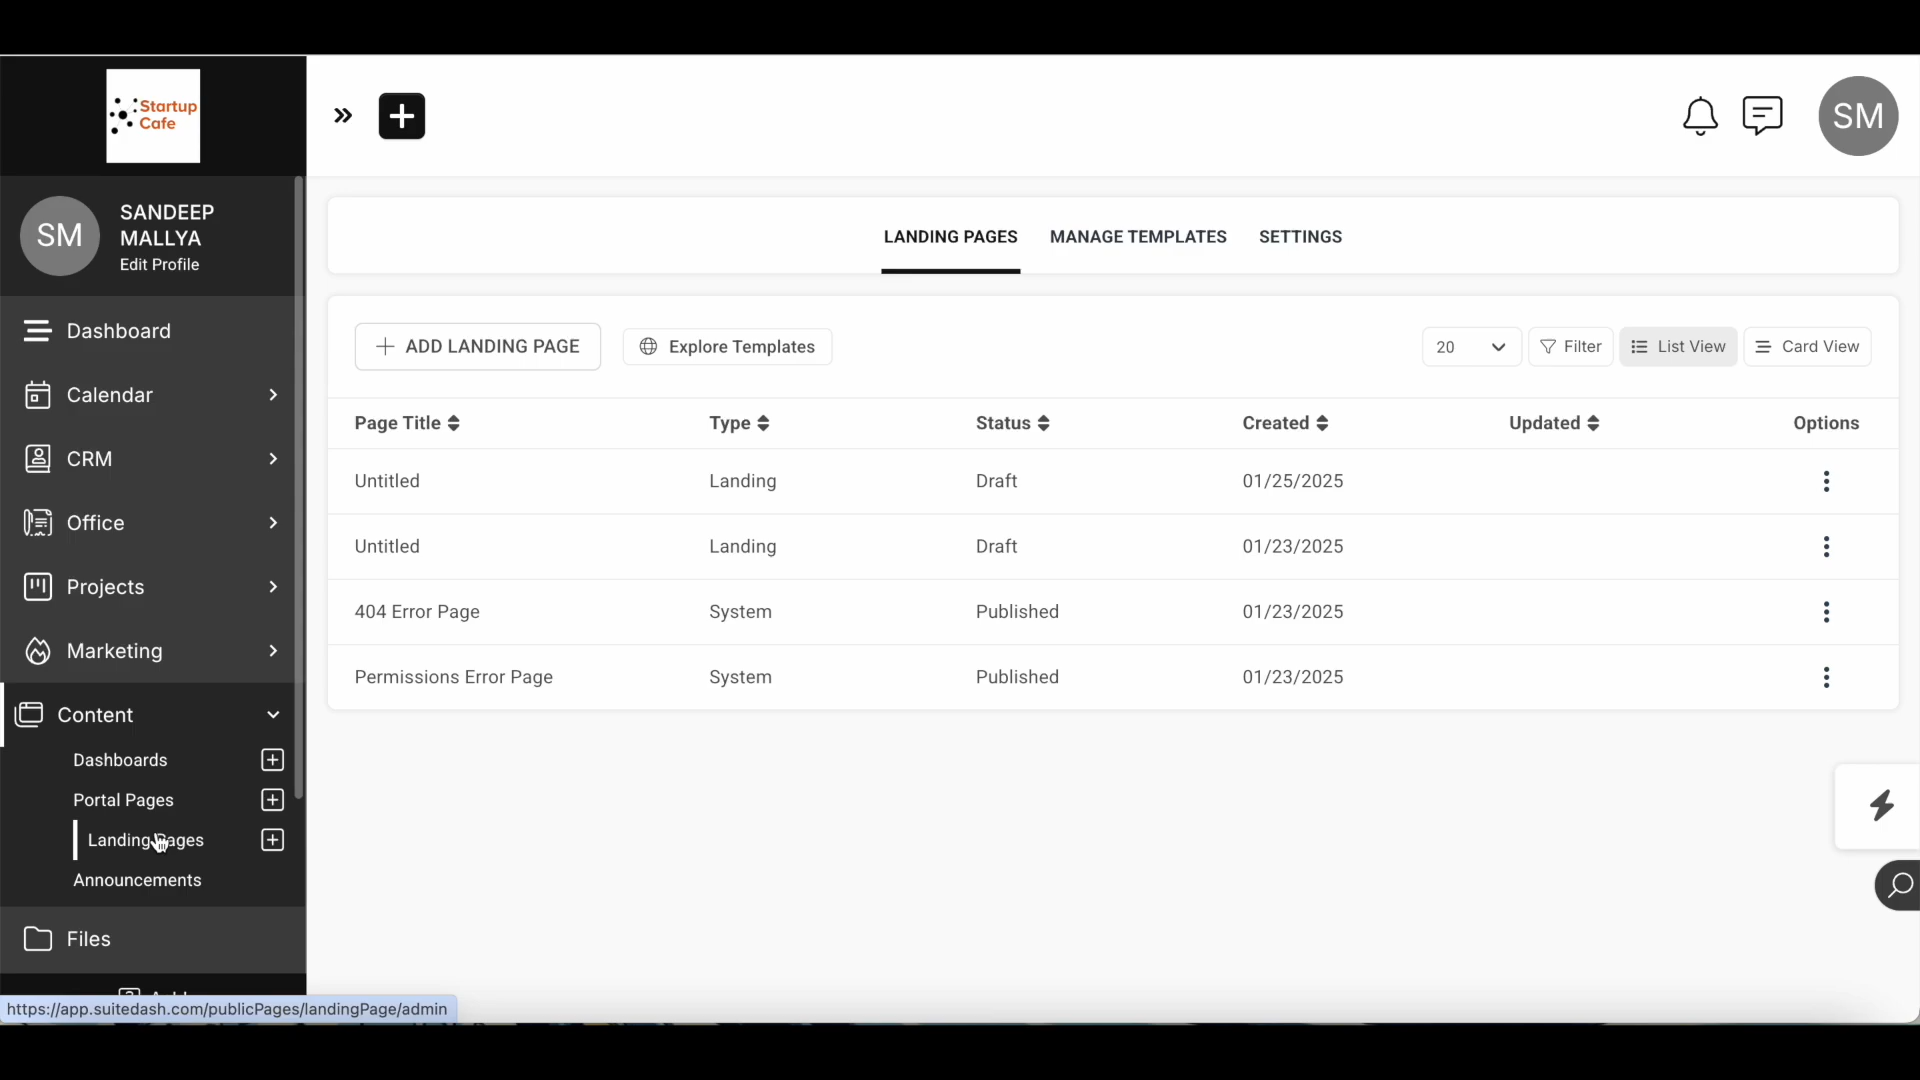 Startup
Cafe
SM
SM
SANDEEP
MALLYA
Edit Profile
Dashboard
Calendar
CRM
Office
Projects
Marketing
Content
Dashboards
Portal Pages
Landing Pages
Announcements
Files
https://app.suitedash.com/publicPages/landingPage/admin
LANDING PAGES MANAGE TEMPLATES SETTINGS
ADD LANDING PAGE Explore Templates 20 Filter List View Card View
Page Title Type Status Created Updated Options
Untitled Landing Draft 01/25/2025
Untitled Landing Draft 01/23/2025
404 Error Page System Published 01/23/2025
Permissions Error Page System Published 01/23/2025